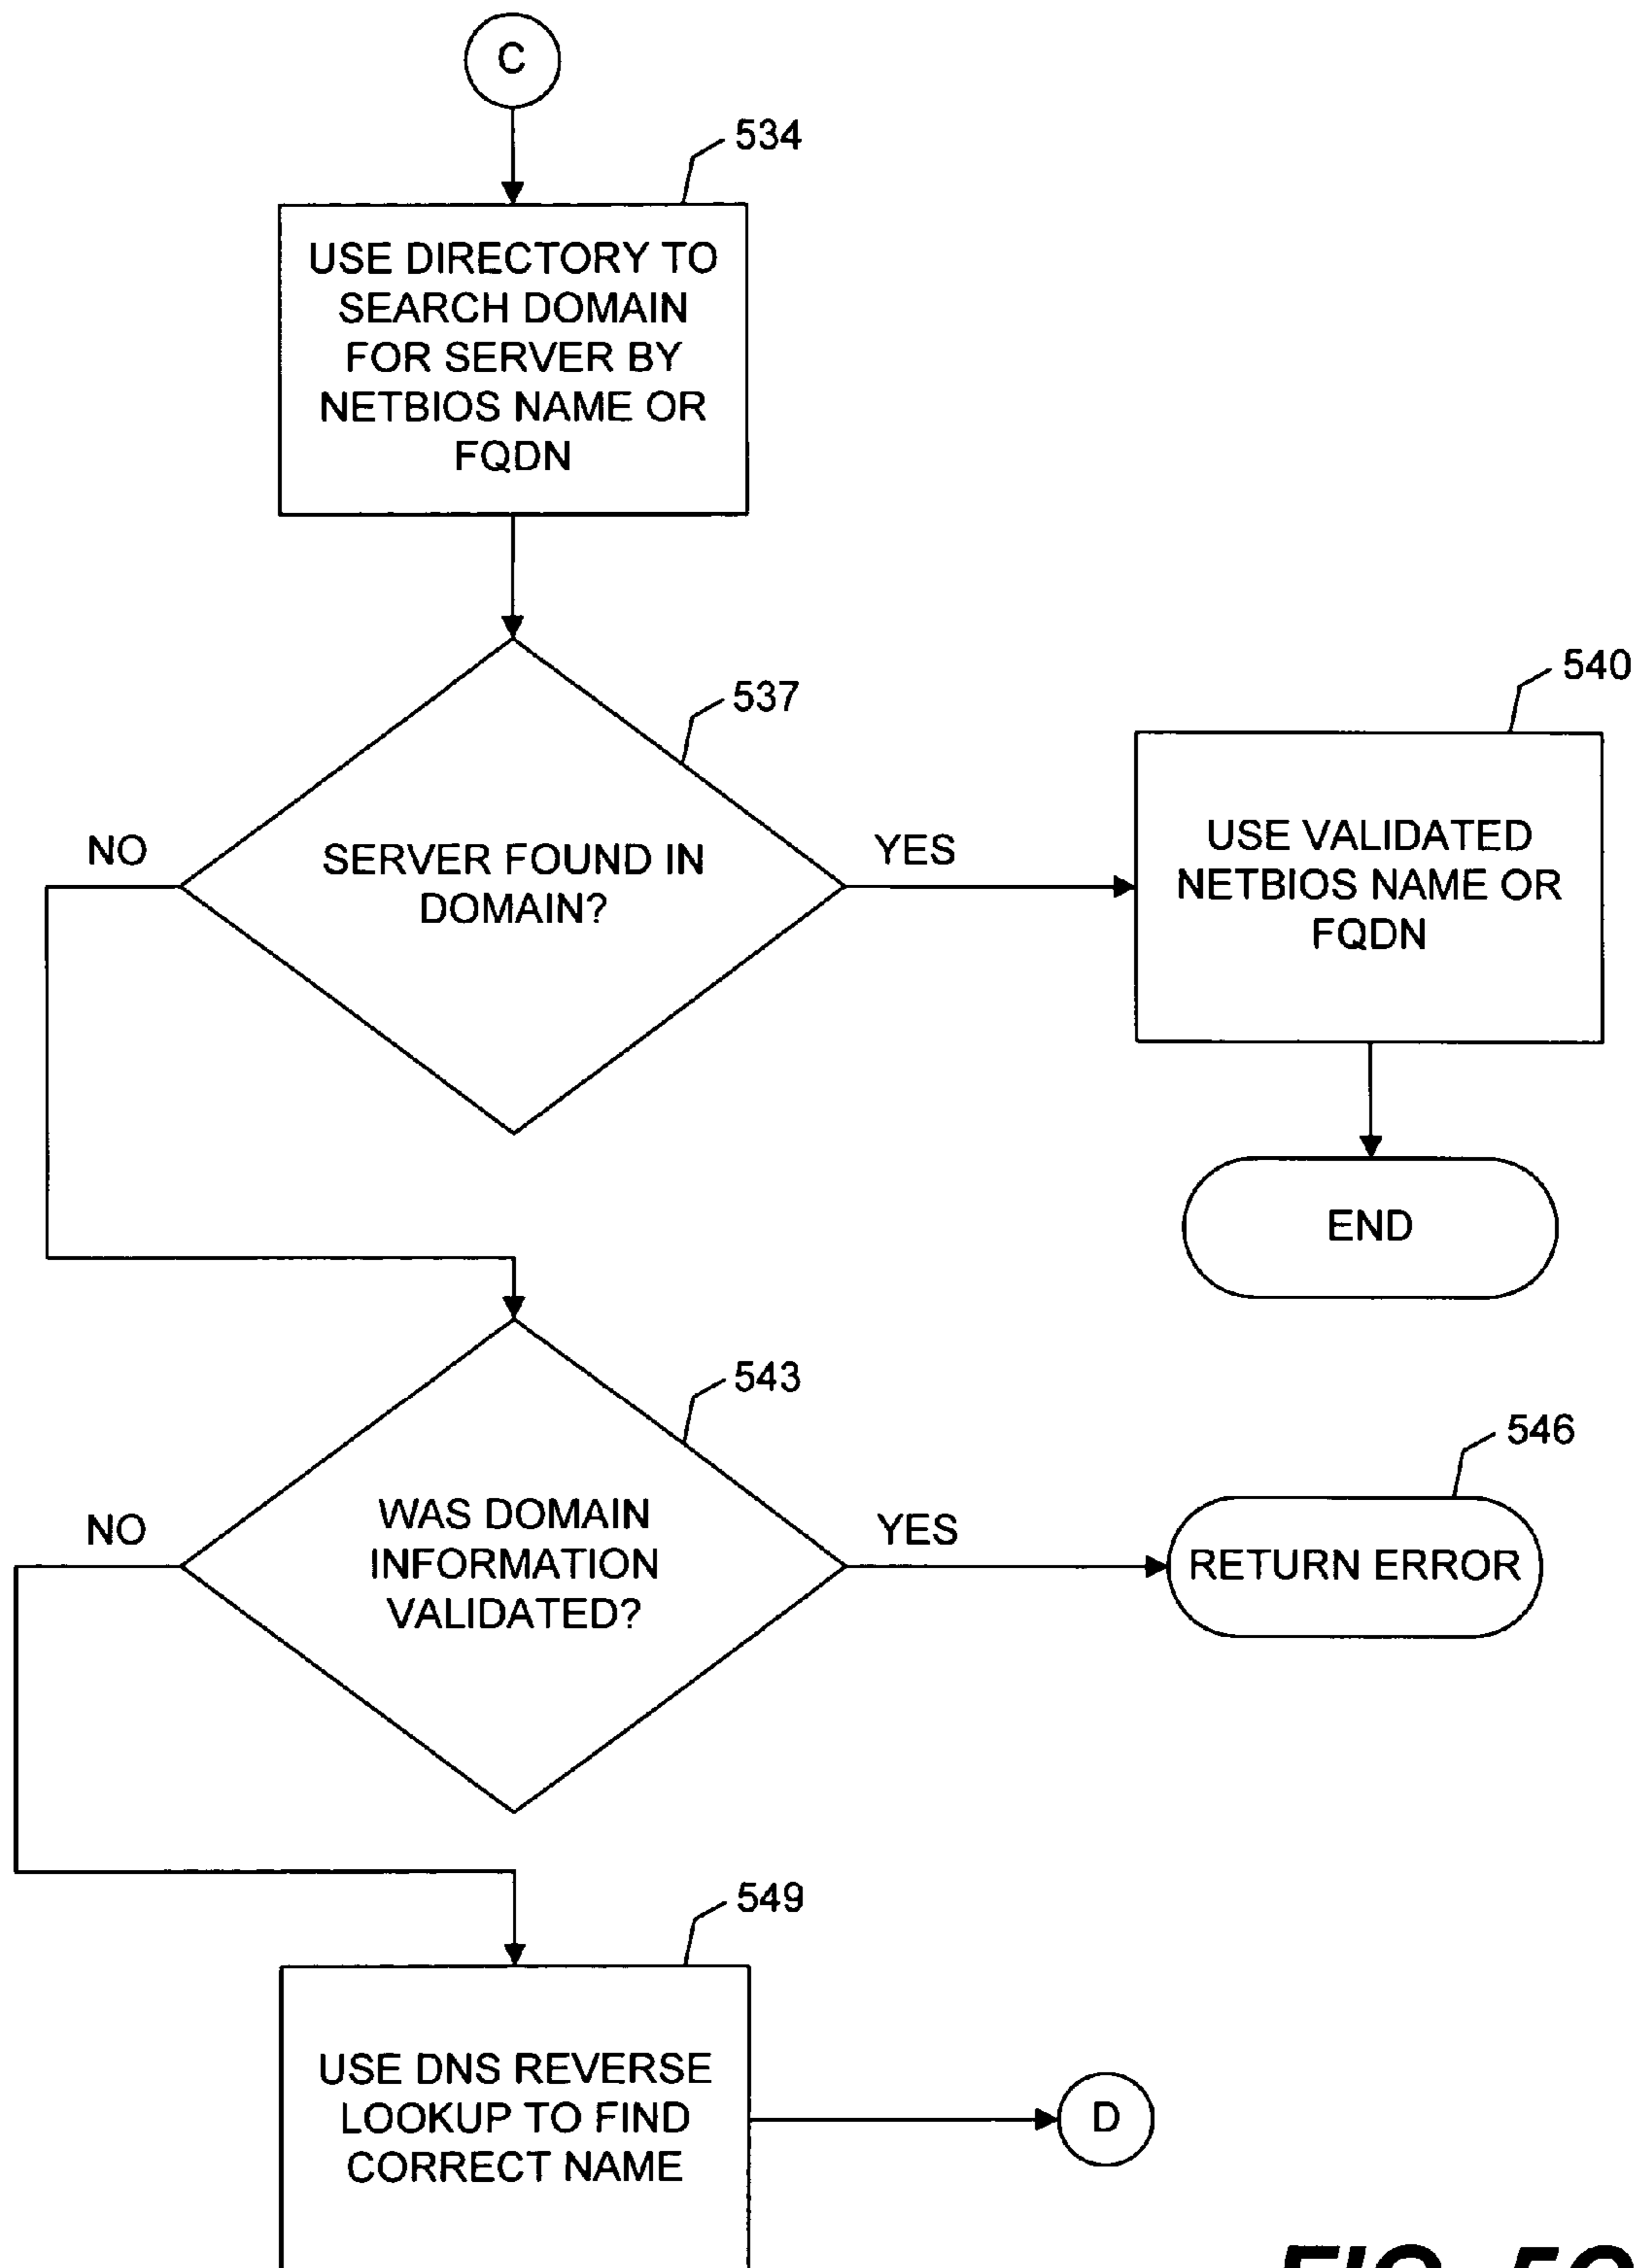 C
534
USE DIRECTORY TO
SEARCH DOMAIN
FOR SERVER BY
NETBIOS NAME OR
FQDN
537
SERVER FOUND IN
DOMAIN?
NO
YES
540
USE VALIDATED
NETBIOS NAME OR
FQDN
END
543
WAS DOMAIN
INFORMATION
VALIDATED?
NO
YES
546
RETURN ERROR
549
USE DNS REVERSE
LOOKUP TO FIND
CORRECT NAME
D